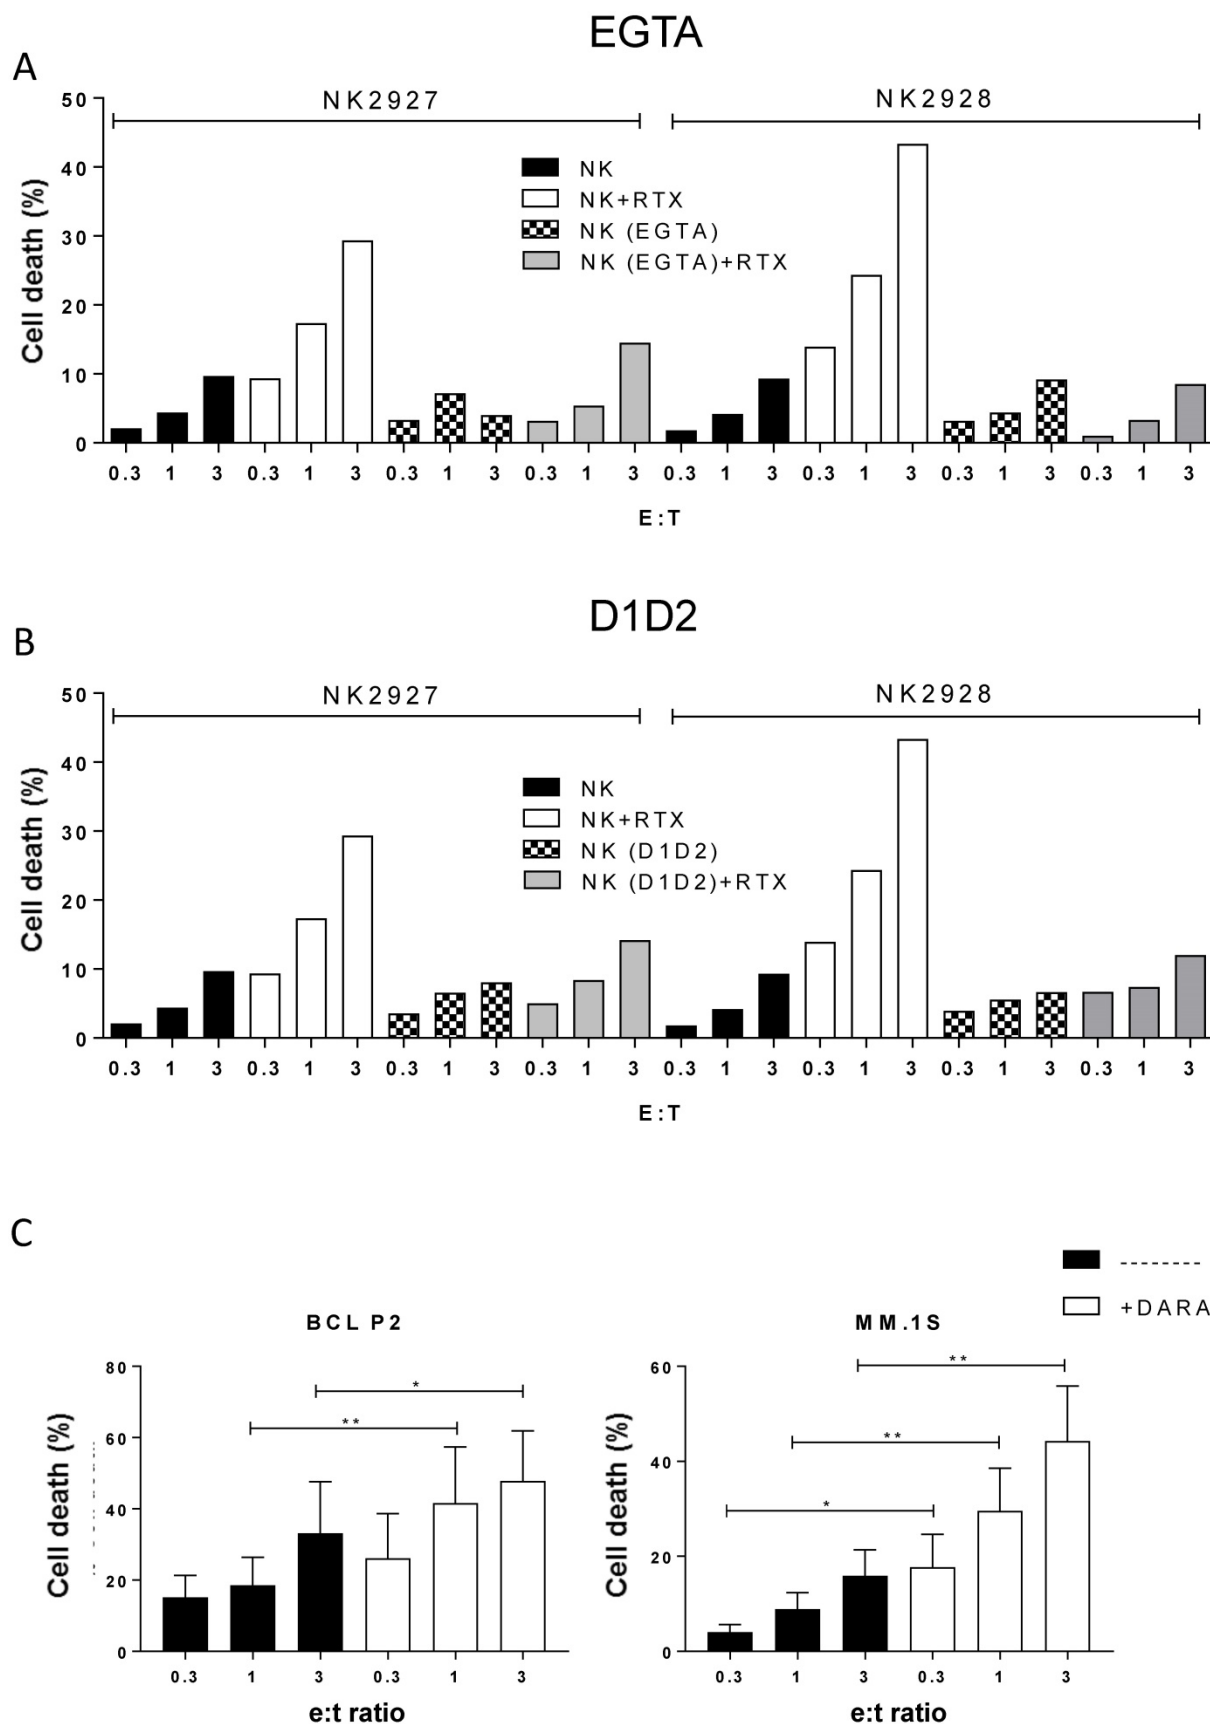 EGTA
A
NK2927 NK2928
50
40
30
20
10
0
Cell death (%)
NK
NK+RTX
NK (EGTA)
NK (EGTA)+RTX
0.3 1 3 0.3 1 3 0.3 1 3 0.3 1 3 0.3 1 3 0.3 1 3 0.3 1 3 0.3 1 3
E:T
D1D2
B
NK2927 NK2928
50
40
30
20
10
0
Cell death (%)
NK
NK+RTX
NK (D1D2)
NK (D1D2)+RTX
0.3 1 3 0.3 1 3 0.3 1 3 0.3 1 3 0.3 1 3 0.3 1 3 0.3 1 3 0.3 1 3
E:T
C
---------
+DARA
BCL P2
80
60
40
20
0
Cell death (%)
*
**
0.3 1 3 0.3 1 3
e:t ratio
MM.1S
60
40
20
0
Cell death (%)
**
**
*
0.3 1 3 0.3 1 3
e:t ratio